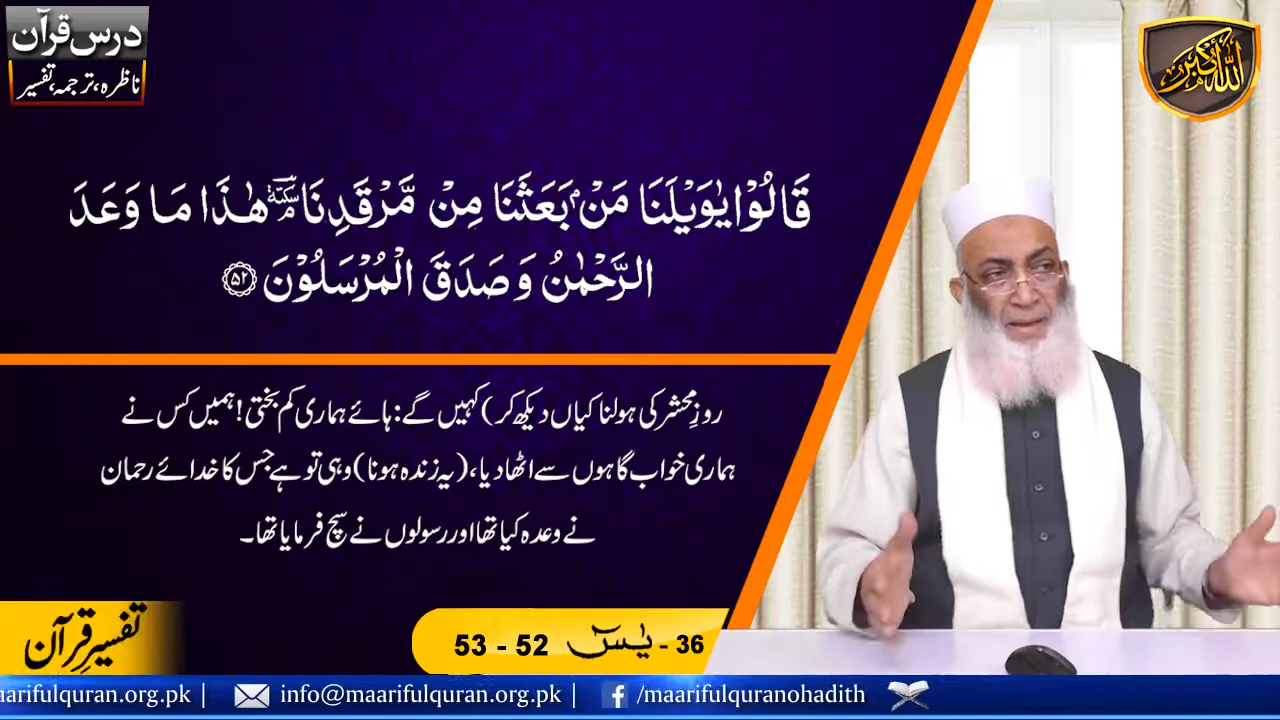 درس قرآن
ناظرہ، ترجمہ، تفسیر
اللہ اکبر
قَالُوْا یٰوَیْلَنَا مَنْۢ بَعَثَنَا مِنْ مَّرْقَدِنَا ٚۘ هٰذَا مَا وَعَدَ
الرَّحْمٰنُ وَ صَدَقَ الْمُرْسَلُوْنَ ﴿۵۲﴾
روزِ محشر کی ہولناکیاں دیکھ کر) کہیں گے: ہائے ہماری کم بختی! ہمیں کس نے
ہماری خواب گاہوں سے اٹھا دیا، (یہ زندہ ہونا) وہی تو ہے جس کا خدائے رحمان
نے وعدہ کیا تھا اور رسولوں نے سچ فرمایا تھا۔
تفسیرِ قرآن
36 - یٰسٓ 52 - 53
aarifulquran.org.pk | info@maarifulquran.org.pk | /maarifulquranohadith